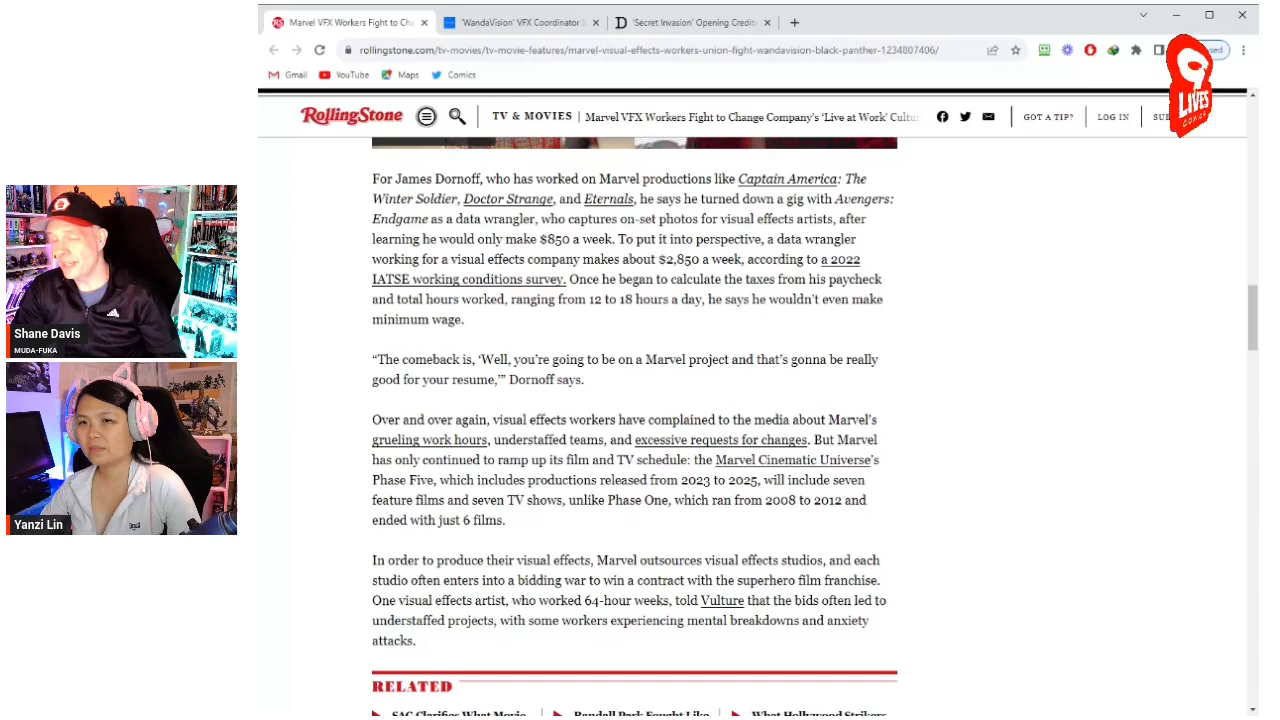 Marvel VFX Workers Fight to Cha
'WandaVision' VFX Coordinator
'Secret Invasion' Opening Credits
rollingstone.com/tv-movies/tv-movie-features/marvel-visual-effects-workers-union-fight-wandavision-black-panther-1234807406/
Gmail
YouTube
Maps
Comics
RollingStone
TV & MOVIES
Marvel VFX Workers Fight to Change Company's 'Live at Work' Cultu
GOT A TIP?
LOG IN
LIVES
comics
For James Dornoff, who has worked on Marvel productions like Captain America: The
Winter Soldier, Doctor Strange, and Eternals, he says he turned down a gig with Avengers:
Endgame as a data wrangler, who captures on-set photos for visual effects artists, after
learning he would only make $850 a week. To put it into perspective, a data wrangler
working for a visual effects company makes about $2,850 a week, according to a 2022
IATSE working conditions survey. Once he began to calculate the taxes from his paycheck
and total hours worked, ranging from 12 to 18 hours a day, he says he wouldn't even make
minimum wage.
“The comeback is, ‘Well, you’re going to be on a Marvel project and that’s gonna be really
good for your resume,’” Dornoff says.
Over and over again, visual effects workers have complained to the media about Marvel's
grueling work hours, understaffed teams, and excessive requests for changes. But Marvel
has only continued to ramp up its film and TV schedule: the Marvel Cinematic Universe's
Phase Five, which includes productions released from 2023 to 2025, will include seven
feature films and seven TV shows, unlike Phase One, which ran from 2008 to 2012 and
ended with just 6 films.
In order to produce their visual effects, Marvel outsources visual effects studios, and each
studio often enters into a bidding war to win a contract with the superhero film franchise.
One visual effects artist, who worked 64-hour weeks, told Vulture that the bids often led to
understaffed projects, with some workers experiencing mental breakdowns and anxiety
attacks.
RELATED
SAG Clarifies What Movie
Randall Park Fought Like
What Hollywood Strikers
Shane Davis
MUDA-FUKA
Yanzi Lin